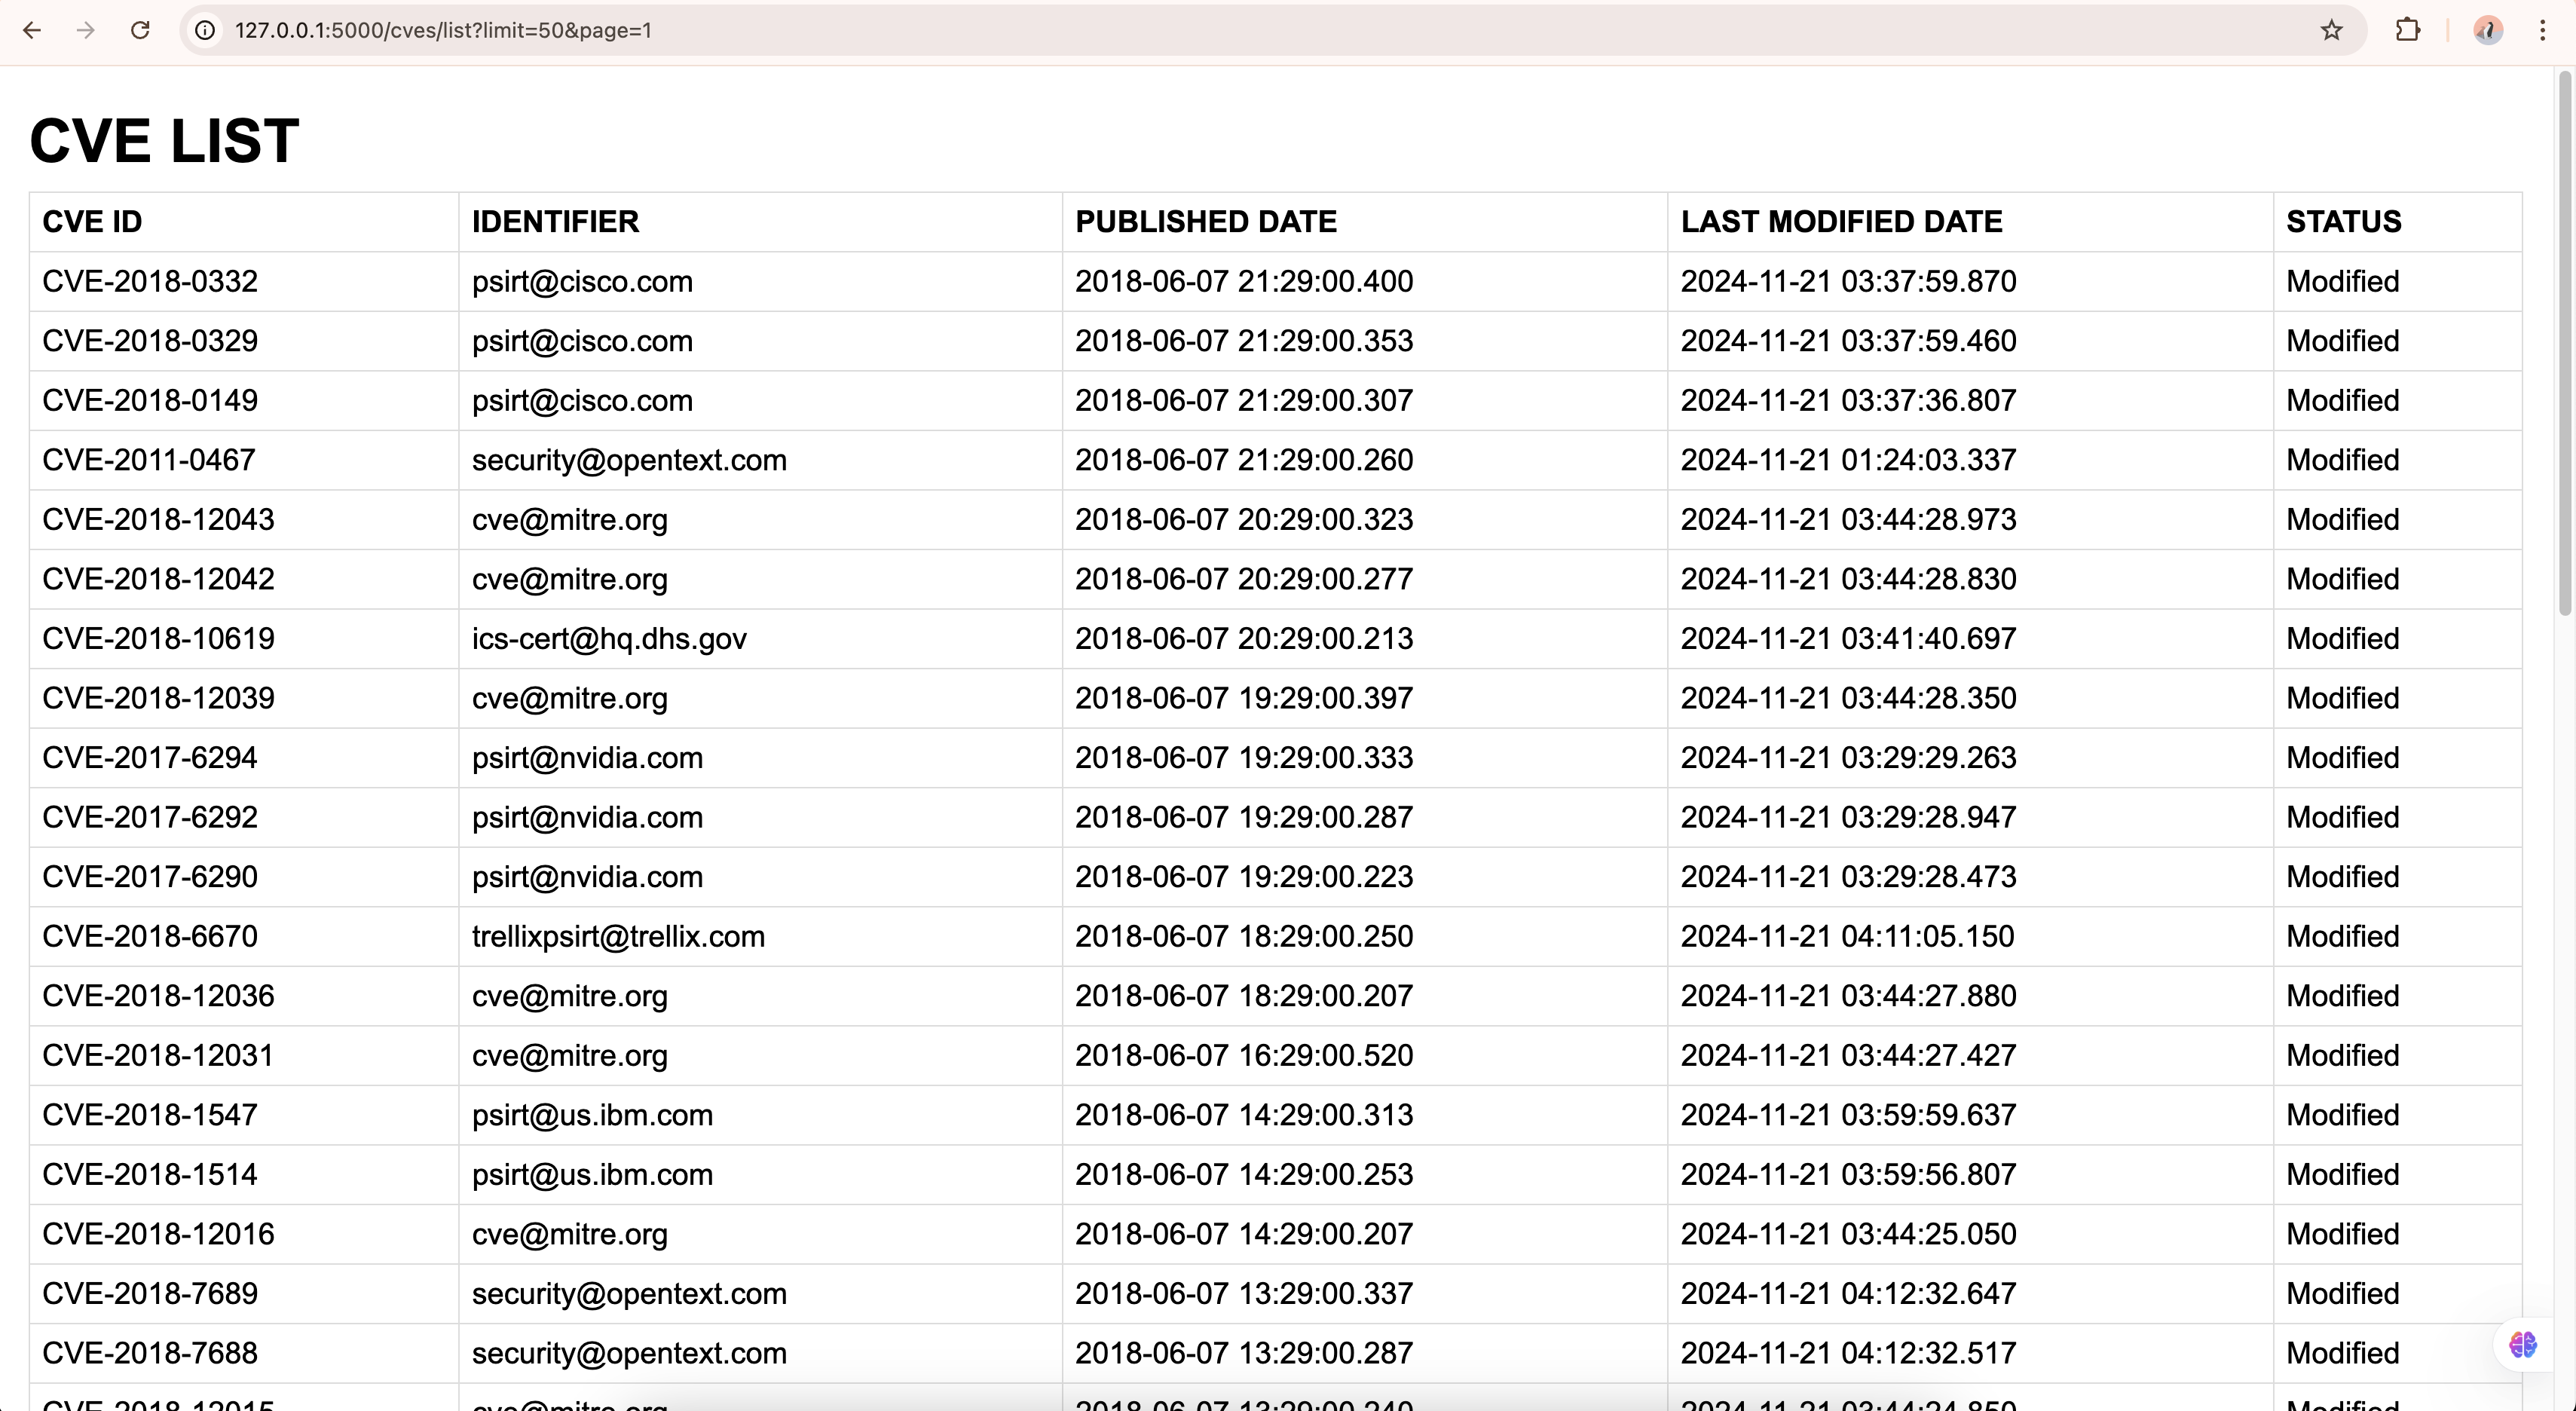 127.0.0.1:5000/cves/list?limit=50&page=1
CVE LIST
CVE ID IDENTIFIER PUBLISHED DATE LAST MODIFIED DATE STATUS
CVE-2018-0332 psirt@cisco.com 2018-06-07 21:29:00.400 2024-11-21 03:37:59.870 Modified
CVE-2018-0329 psirt@cisco.com 2018-06-07 21:29:00.353 2024-11-21 03:37:59.460 Modified
CVE-2018-0149 psirt@cisco.com 2018-06-07 21:29:00.307 2024-11-21 03:37:36.807 Modified
CVE-2011-0467 security@opentext.com 2018-06-07 21:29:00.260 2024-11-21 01:24:03.337 Modified
CVE-2018-12043 cve@mitre.org 2018-06-07 20:29:00.323 2024-11-21 03:44:28.973 Modified
CVE-2018-12042 cve@mitre.org 2018-06-07 20:29:00.277 2024-11-21 03:44:28.830 Modified
CVE-2018-10619 ics-cert@hq.dhs.gov 2018-06-07 20:29:00.213 2024-11-21 03:41:40.697 Modified
CVE-2018-12039 cve@mitre.org 2018-06-07 19:29:00.397 2024-11-21 03:44:28.350 Modified
CVE-2017-6294 psirt@nvidia.com 2018-06-07 19:29:00.333 2024-11-21 03:29:29.263 Modified
CVE-2017-6292 psirt@nvidia.com 2018-06-07 19:29:00.287 2024-11-21 03:29:28.947 Modified
CVE-2017-6290 psirt@nvidia.com 2018-06-07 19:29:00.223 2024-11-21 03:29:28.473 Modified
CVE-2018-6670 trellixpsirt@trellix.com 2018-06-07 18:29:00.250 2024-11-21 04:11:05.150 Modified
CVE-2018-12036 cve@mitre.org 2018-06-07 18:29:00.207 2024-11-21 03:44:27.880 Modified
CVE-2018-12031 cve@mitre.org 2018-06-07 16:29:00.520 2024-11-21 03:44:27.427 Modified
CVE-2018-1547 psirt@us.ibm.com 2018-06-07 14:29:00.313 2024-11-21 03:59:59.637 Modified
CVE-2018-1514 psirt@us.ibm.com 2018-06-07 14:29:00.253 2024-11-21 03:59:56.807 Modified
CVE-2018-12016 cve@mitre.org 2018-06-07 14:29:00.207 2024-11-21 03:44:25.050 Modified
CVE-2018-7689 security@opentext.com 2018-06-07 13:29:00.337 2024-11-21 04:12:32.647 Modified
CVE-2018-7688 security@opentext.com 2018-06-07 13:29:00.287 2024-11-21 04:12:32.517 Modified